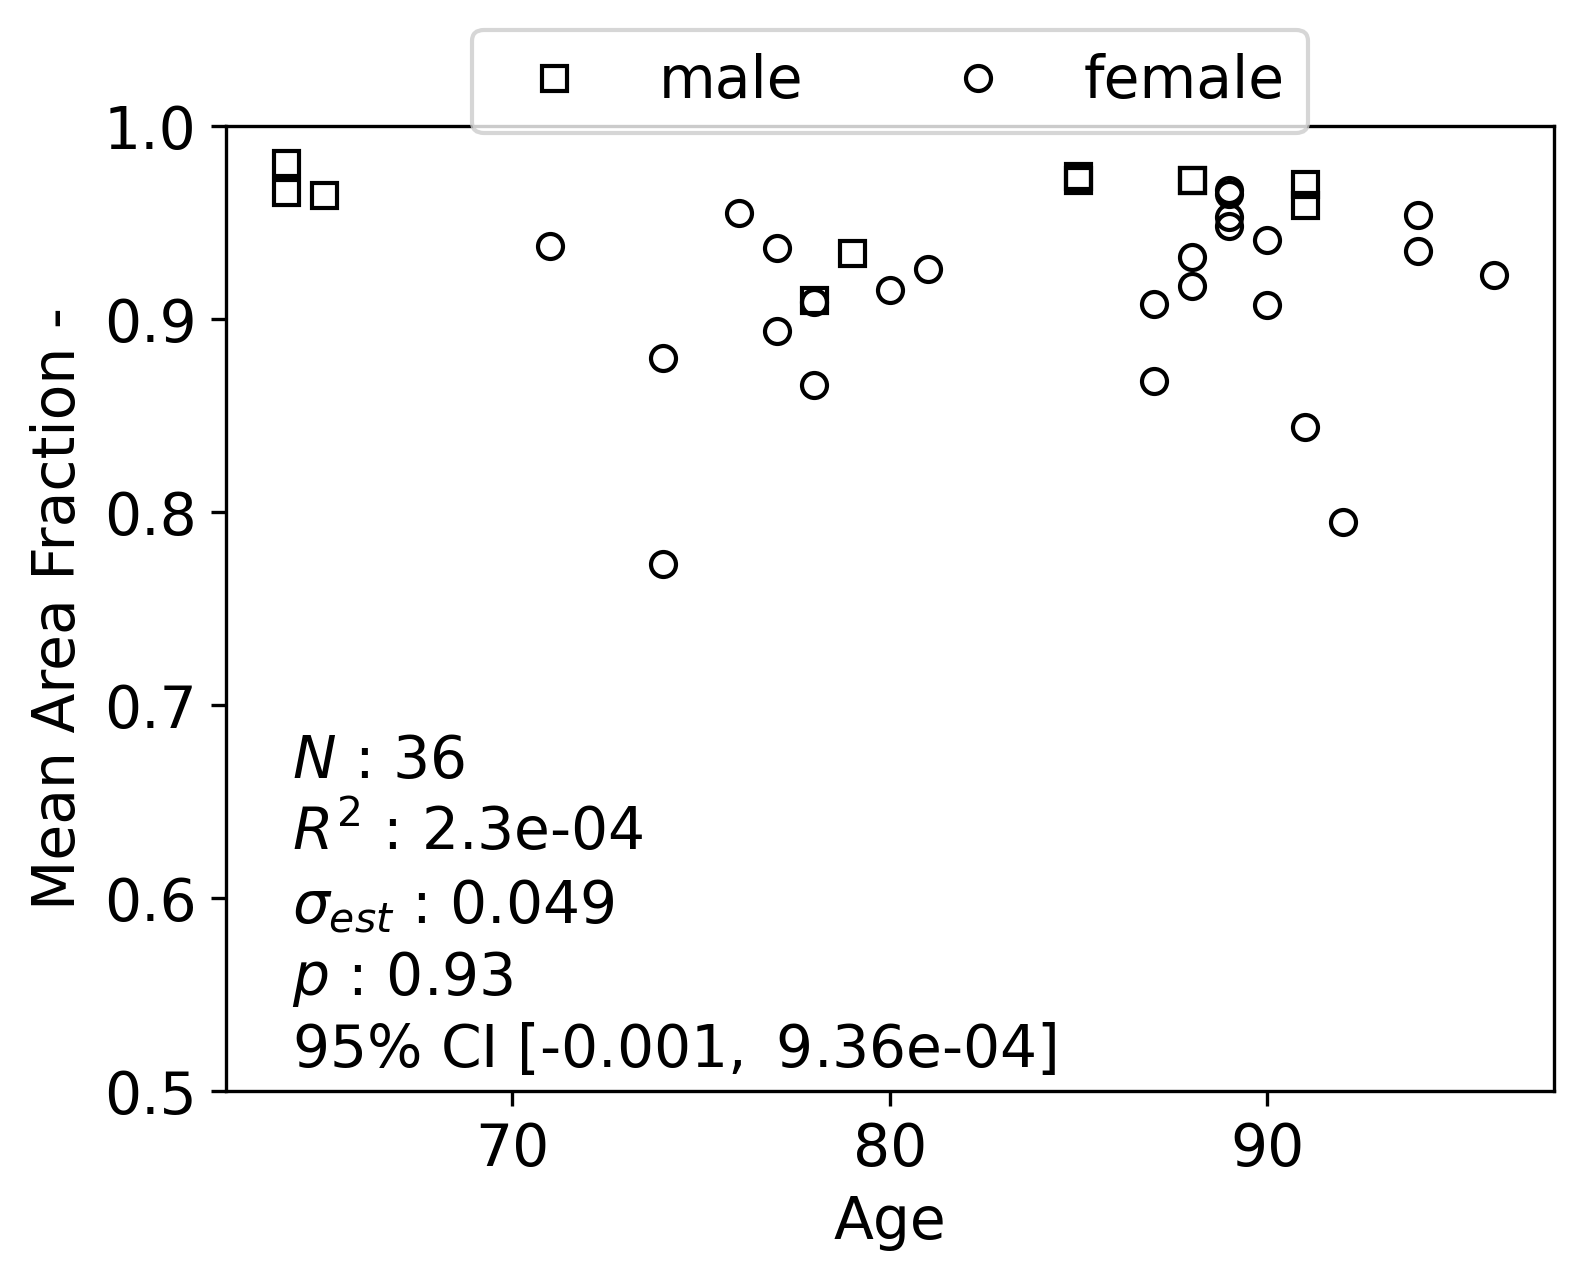 male female
1.0
0.9
0.8
0.7
0.6
0.5
Mean Area Fraction -
N : 36
R² : 2.3e-04
σest : 0.049
p : 0.93
95% CI [-0.001, 9.36e-04]
70 80 90
Age